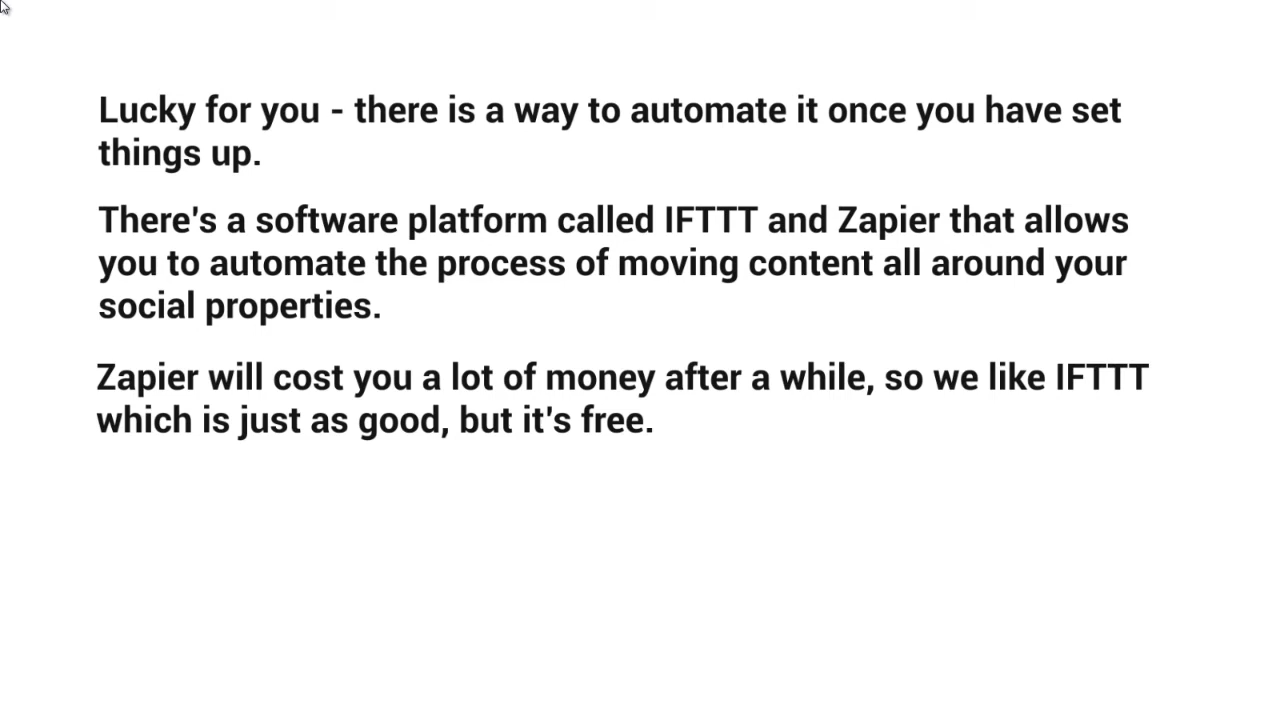 Lucky for you - there is a way to automate it once you have set
things up.
There's a software platform called IFTTT and Zapier that allows
you to automate the process of moving content all around your
social properties.
Zapier will cost you a lot of money after a while, so we like IFTTT
which is just as good, but it's free.